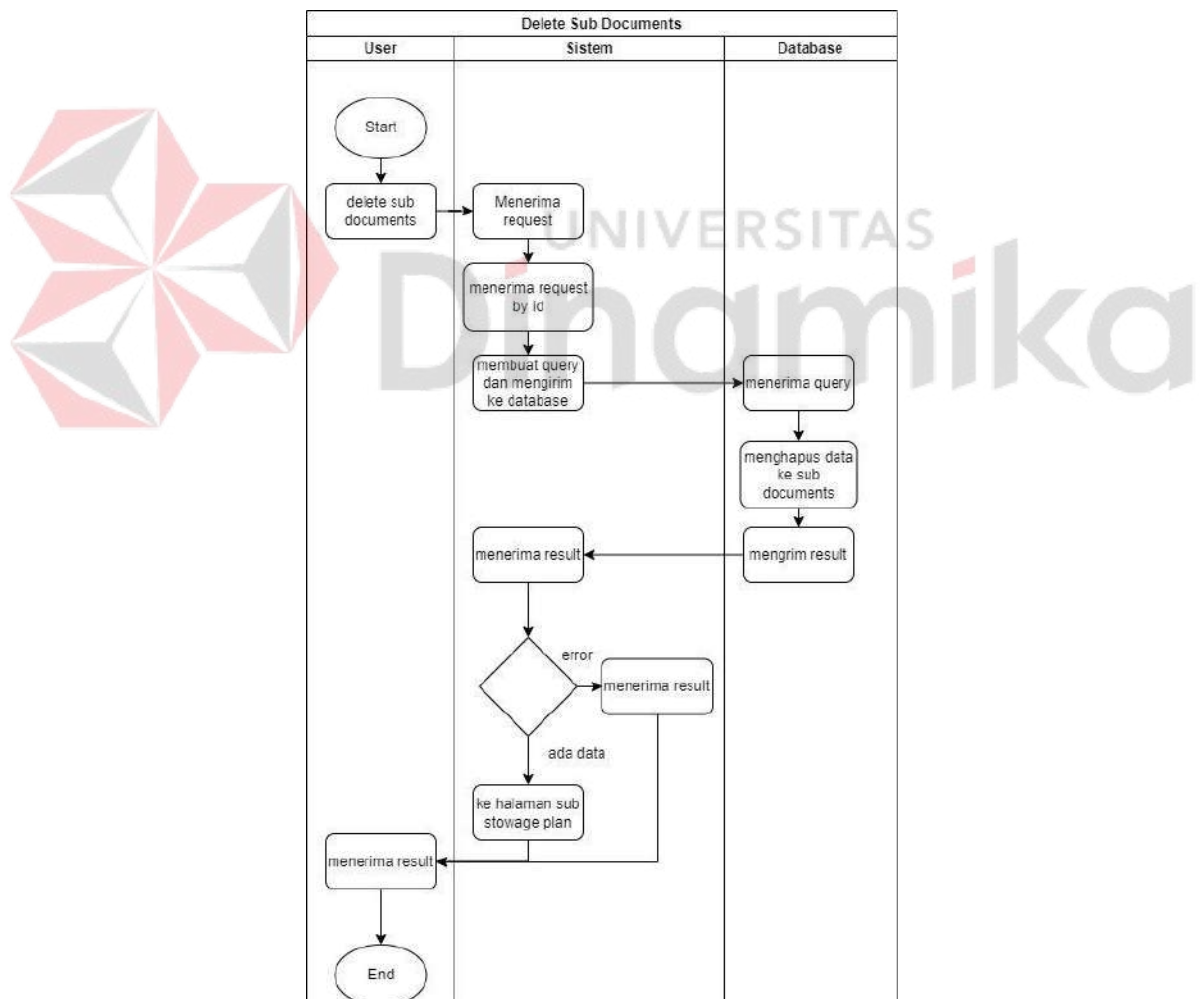 Delete Sub Documents
User
Sistem
Database
Start
delete sub
documents
Menerima
request
UNIVERSITAS
Dinamika
menerima request
by id
membuat query
dan mengirim
ke database
menerima query
menghapus data
ke sub
documents
menerima result
mengrim result
error
menerima result
ada data
ke halaman sub
stowage plan
menerima result
End